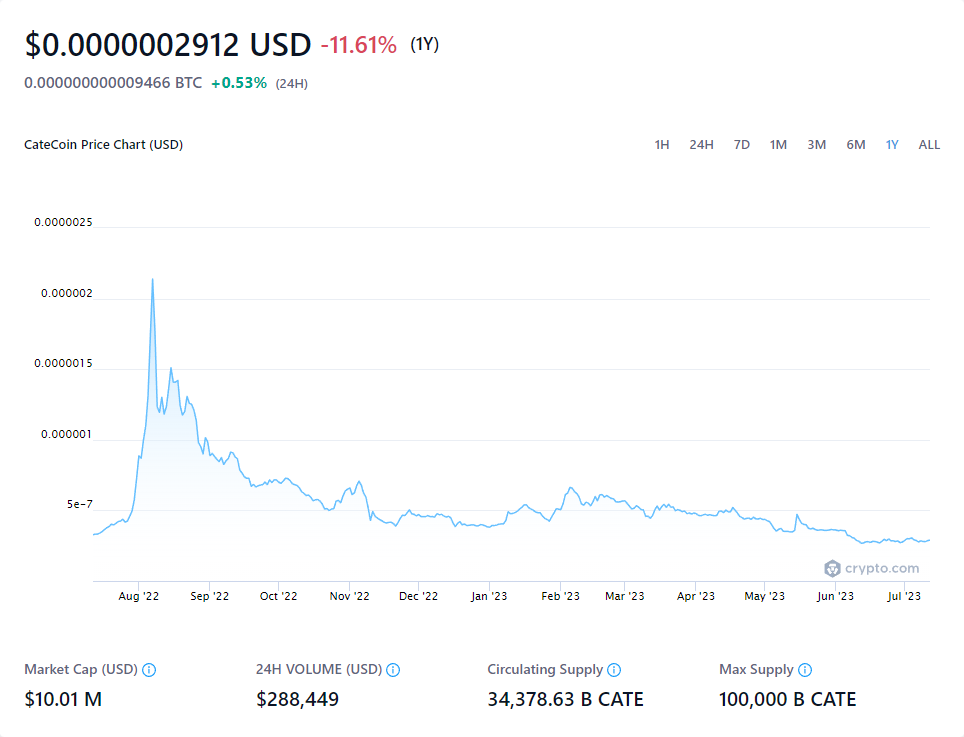 $0.0000002912 USD -11.61% (1Y)
0.000000000009466 BTC +0.53% (24H)
CateCoin Price Chart (USD) 1H 24H 7D 1M 3M 6M 1Y ALL
0.0000025
0.000002
0.0000015
0.000001
5e-7
crypto.com
Aug '22 Sep '22 Oct '22 Nov '22 Dec '22 Jan '23 Feb '23 Mar '23 Apr '23 May '23 Jun '23 Jul '23
Market Cap (USD) 24H VOLUME (USD) Circulating Supply Max Supply
$10.01 M $288,449 34,378.63 B CATE 100,000 B CATE